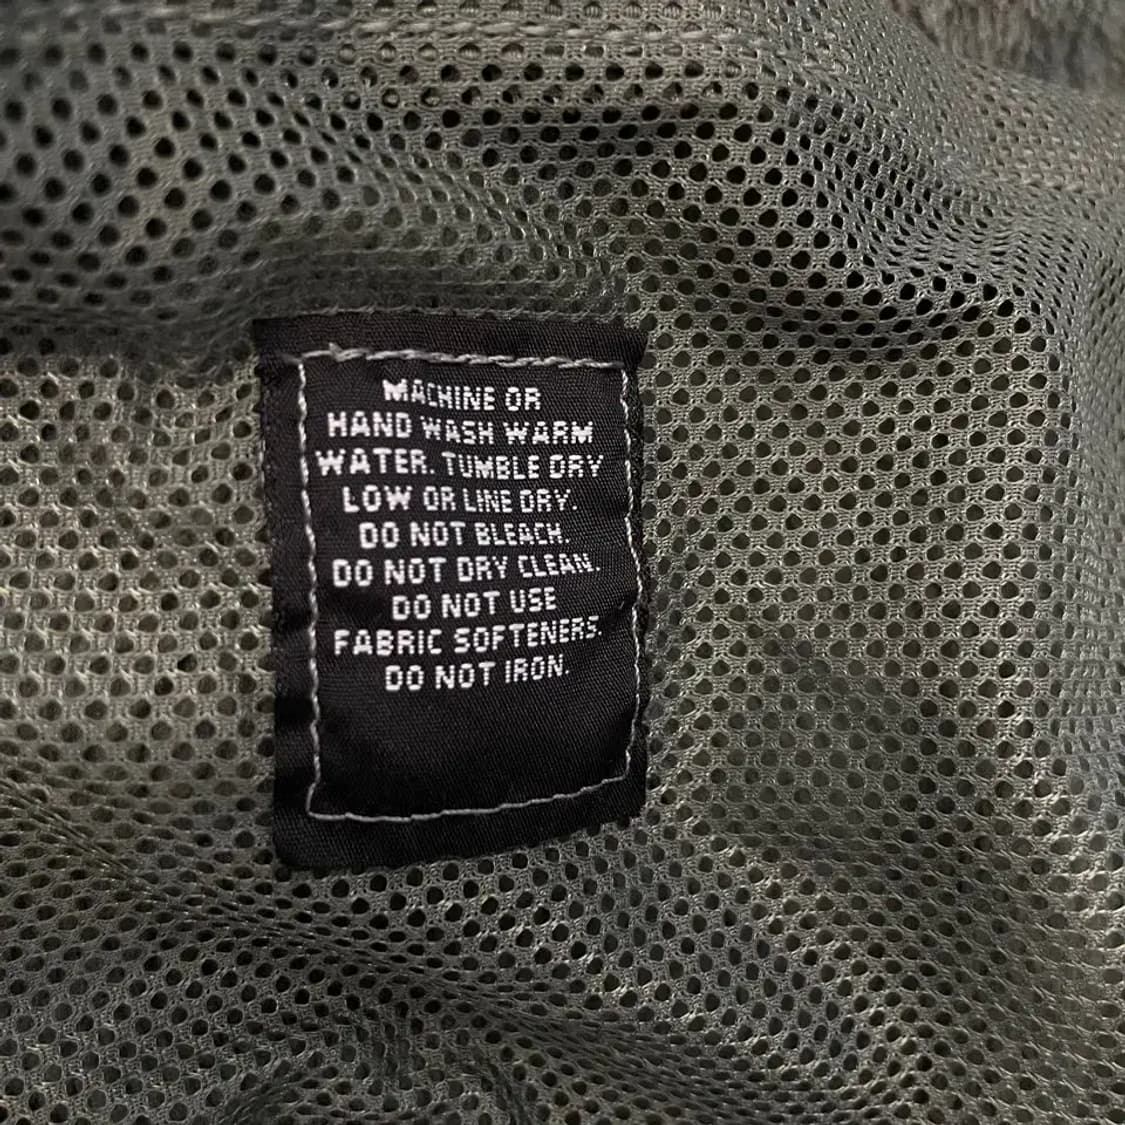 MACHINE OR
HAND WASH WARM
WATER. TUMBLE DRY
LOW OR LINE DRY.
DO NOT BLEACH.
DO NOT DRY CLEAN.
DO NOT USE
FABRIC SOFTENERS.
DO NOT IRON.